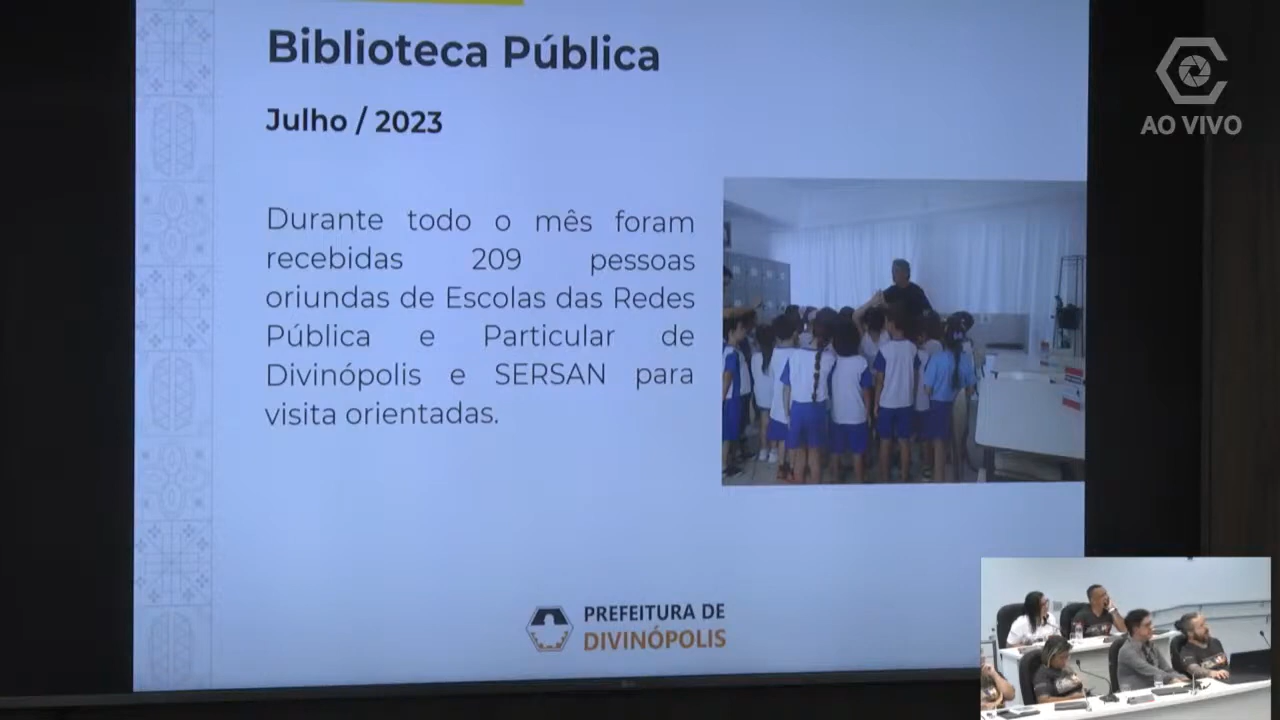 Biblioteca Pública
Julho / 2023
Durante todo o mês foram
recebidas 209 pessoas
oriundas de Escolas das Redes
Pública e Particular de
Divinópolis e SERSAN para
visita orientadas.
PREFEITURA DE
DIVINÓPOLIS
AO VIVO